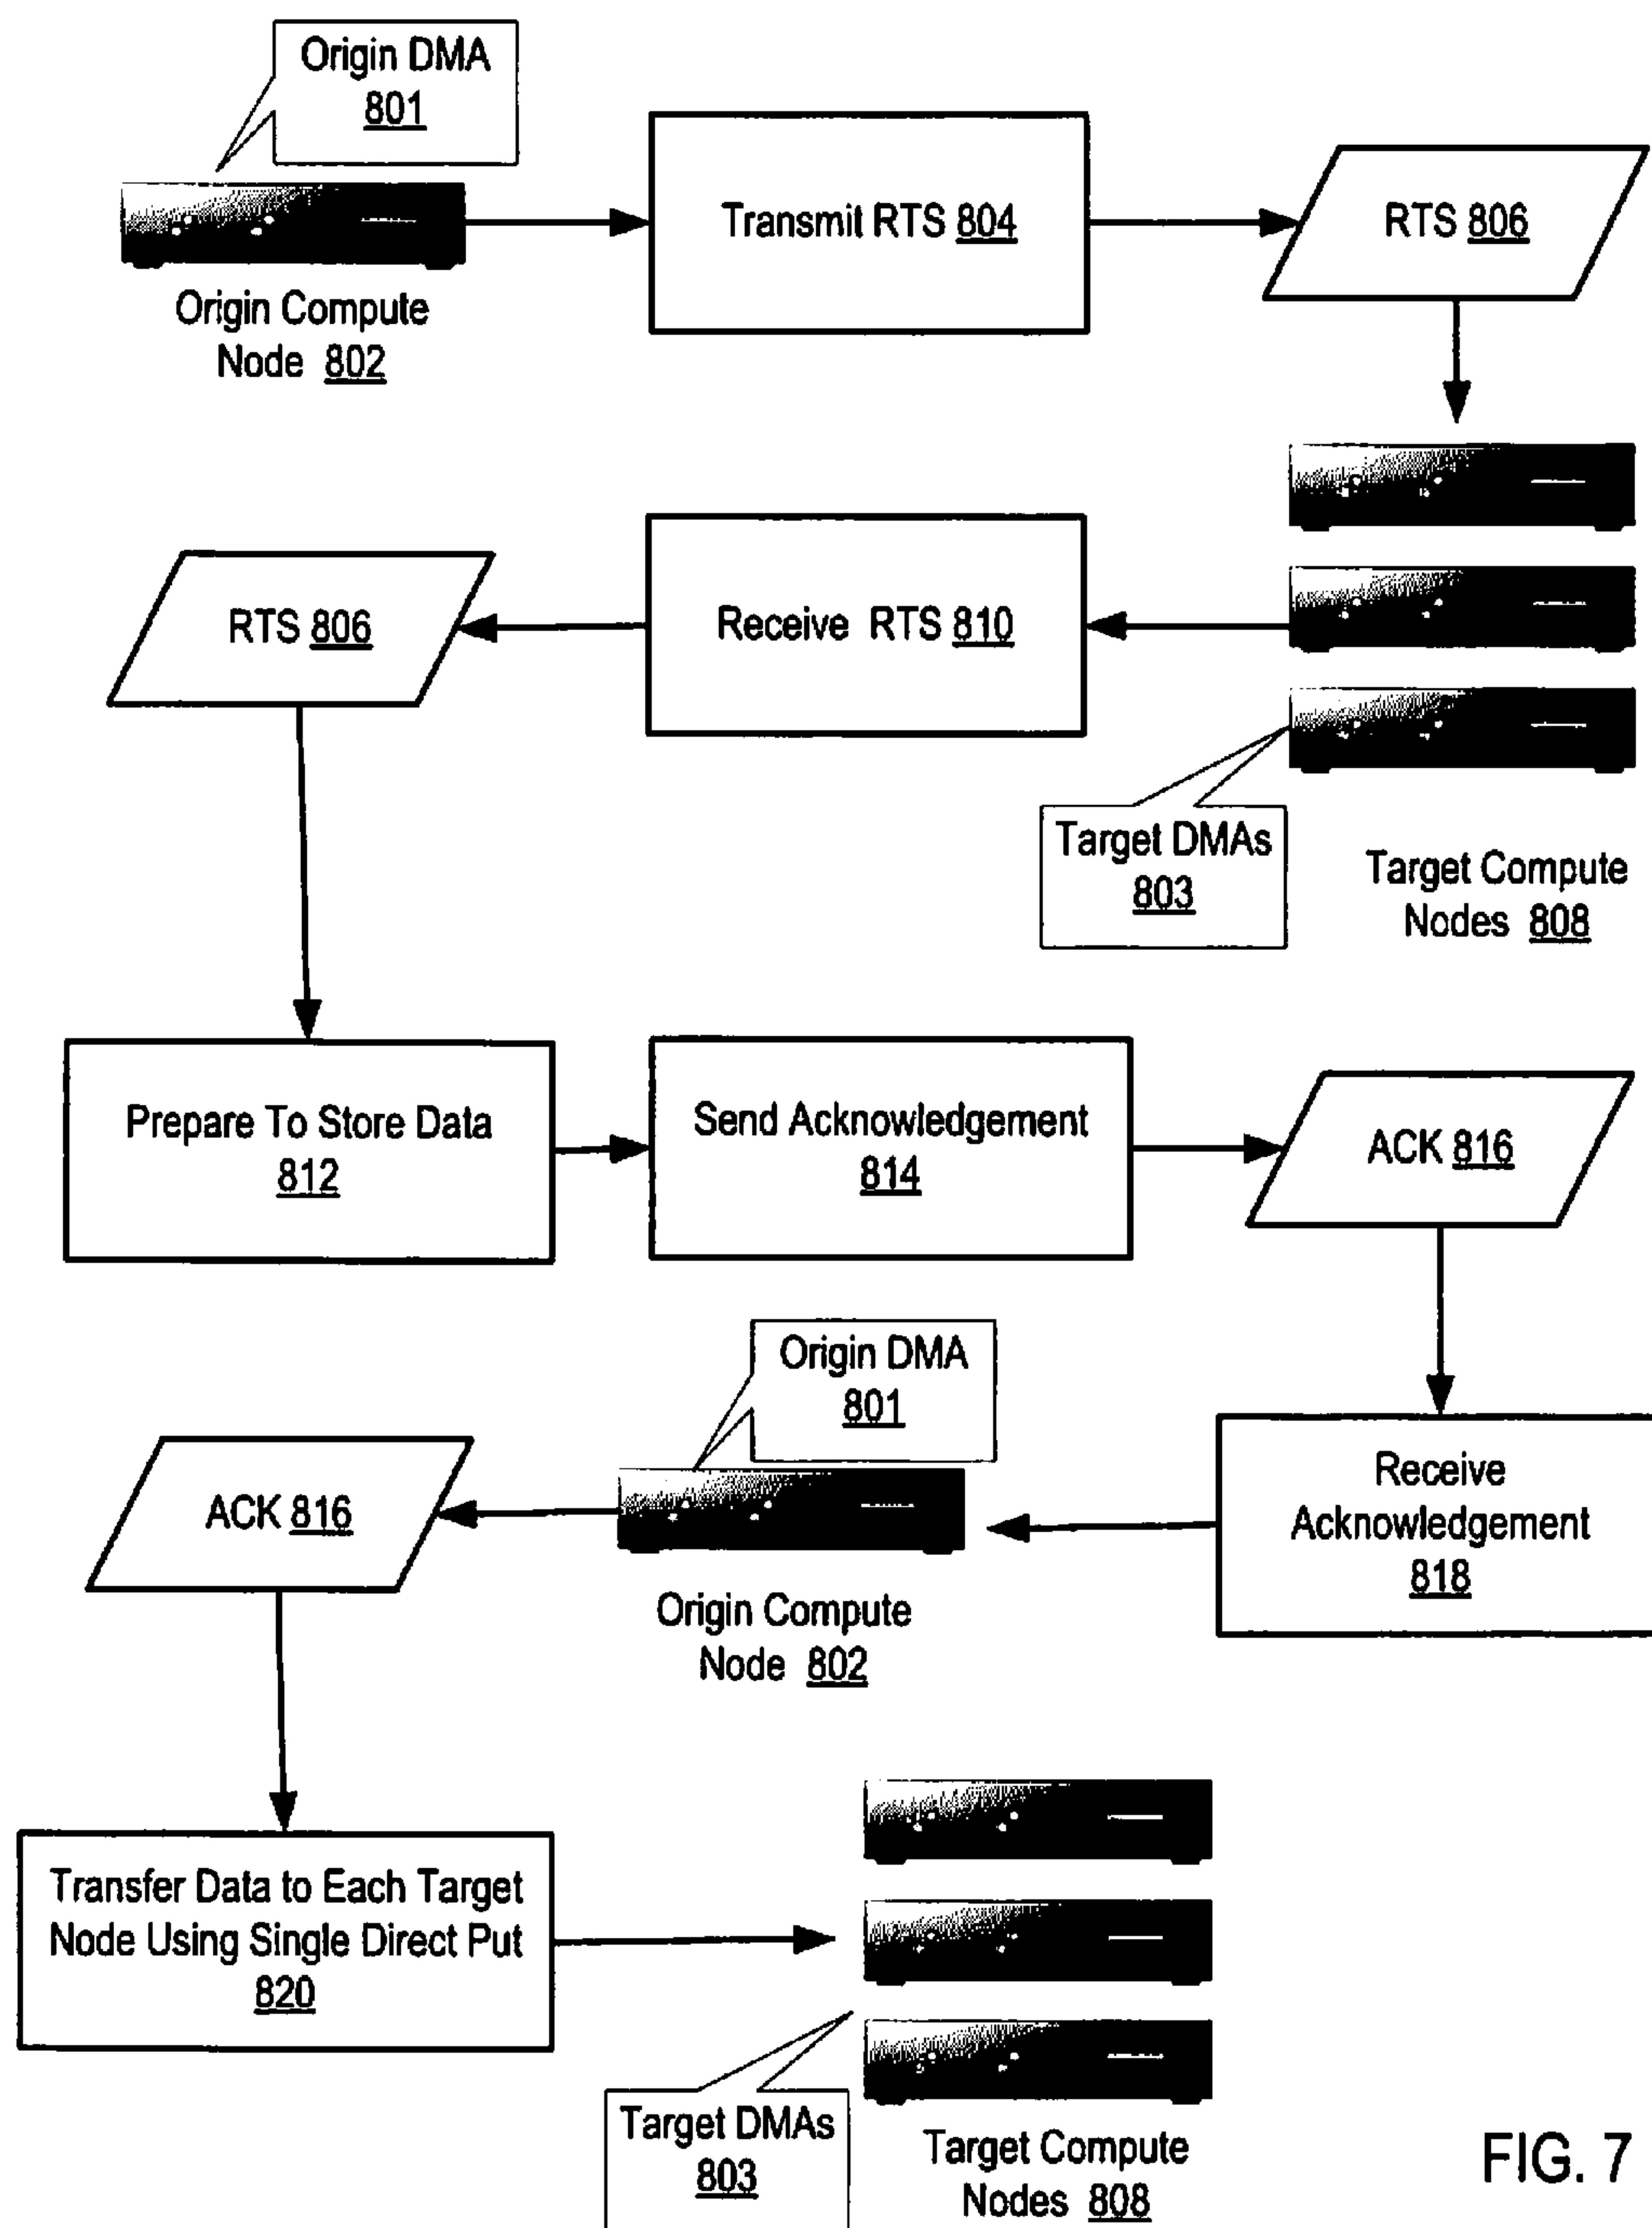 Origin DMA
801
Transmit RTS 804
RTS 806
Origin Compute
Node 802
RTS 806
Receive RTS 810
Target DMAs
803
Target Compute
Nodes 808
Prepare To Store Data
812
Send Acknowledgement
814
ACK 816
Origin DMA
801
ACK 816
Receive
Acknowledgement
818
Origin Compute
Node 802
Transfer Data to Each Target
Node Using Single Direct Put
820
Target DMAs
803
Target Compute
Nodes 808
FIG. 7